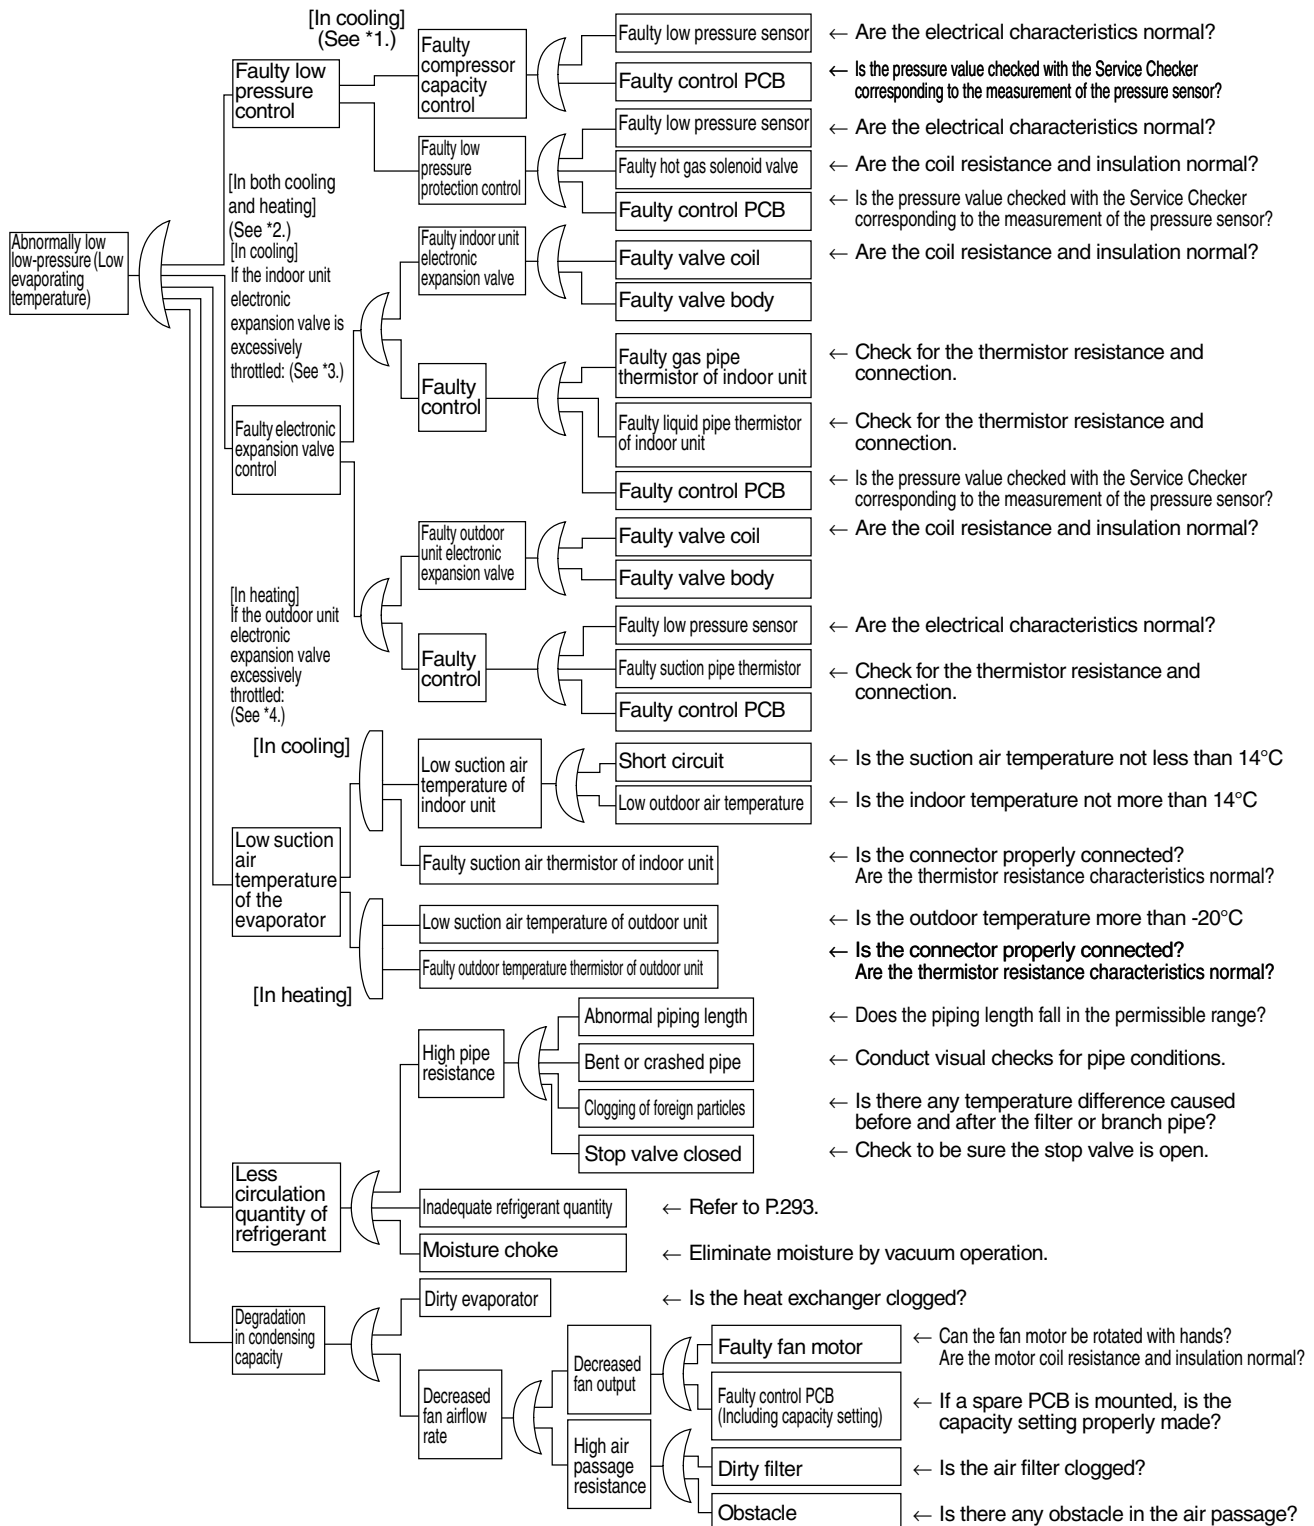 [In cooling]
(See *1.)
Faulty low
pressure
control
Faulty
compressor
capacity
control
Faulty low pressure sensor
← Are the electrical characteristics normal?
Faulty control PCB
← Is the pressure value checked with the Service Checker
corresponding to the measurement of the pressure sensor?
Faulty low
pressure
protection control
Faulty low pressure sensor
← Are the electrical characteristics normal?
Faulty hot gas solenoid valve
← Are the coil resistance and insulation normal?
Faulty control PCB
← Is the pressure value checked with the Service Checker
corresponding to the measurement of the pressure sensor?
[In both cooling
and heating]
(See *2.)
Abnormally low
low-pressure (Low
evaporating
temperature)
[In cooling]
If the indoor unit
electronic
expansion valve is
excessively
throttled: (See *3.)
Faulty indoor unit
electronic
expansion valve
Faulty valve coil
← Are the coil resistance and insulation normal?
Faulty valve body
Faulty
control
Faulty gas pipe
thermistor of indoor unit
← Check for the thermistor resistance and
connection.
Faulty liquid pipe thermistor
of indoor unit
← Check for the thermistor resistance and
connection.
Faulty control PCB
← Is the pressure value checked with the Service Checker
corresponding to the measurement of the pressure sensor?
Faulty electronic
expansion valve
control
Faulty outdoor
unit electronic
expansion valve
Faulty valve coil
← Are the coil resistance and insulation normal?
Faulty valve body
[In heating]
If the outdoor unit
electronic
expansion valve
excessively
throttled:
(See *4.)
Faulty
control
Faulty low pressure sensor
← Are the electrical characteristics normal?
Faulty suction pipe thermistor
← Check for the thermistor resistance and
connection.
Faulty control PCB
[In cooling]
Low suction air
temperature of
indoor unit
Short circuit
← Is the suction air temperature not less than 14°C
Low outdoor air temperature
← Is the indoor temperature not more than 14°C
Low suction
air
temperature
of the
evaporator
Faulty suction air thermistor of indoor unit
← Is the connector properly connected?
Are the thermistor resistance characteristics normal?
Low suction air temperature of outdoor unit
← Is the outdoor temperature more than -20°C
Faulty outdoor temperature thermistor of outdoor unit
← Is the connector properly connected?
Are the thermistor resistance characteristics normal?
[In heating]
High pipe
resistance
Abnormal piping length
← Does the piping length fall in the permissible range?
Bent or crashed pipe
← Conduct visual checks for pipe conditions.
Clogging of foreign particles
← Is there any temperature difference caused
before and after the filter or branch pipe?
Stop valve closed
← Check to be sure the stop valve is open.
Less
circulation
quantity of
refrigerant
Inadequate refrigerant quantity
← Refer to P.293.
Moisture choke
← Eliminate moisture by vacuum operation.
Degradation
in condensing
capacity
Dirty evaporator
← Is the heat exchanger clogged?
Decreased
fan airflow
rate
Decreased
fan output
Faulty fan motor
← Can the fan motor be rotated with hands?
Are the motor coil resistance and insulation normal?
Faulty control PCB
(Including capacity setting)
← If a spare PCB is mounted, is the
capacity setting properly made?
High air
passage
resistance
Dirty filter
← Is the air filter clogged?
Obstacle
← Is there any obstacle in the air passage?